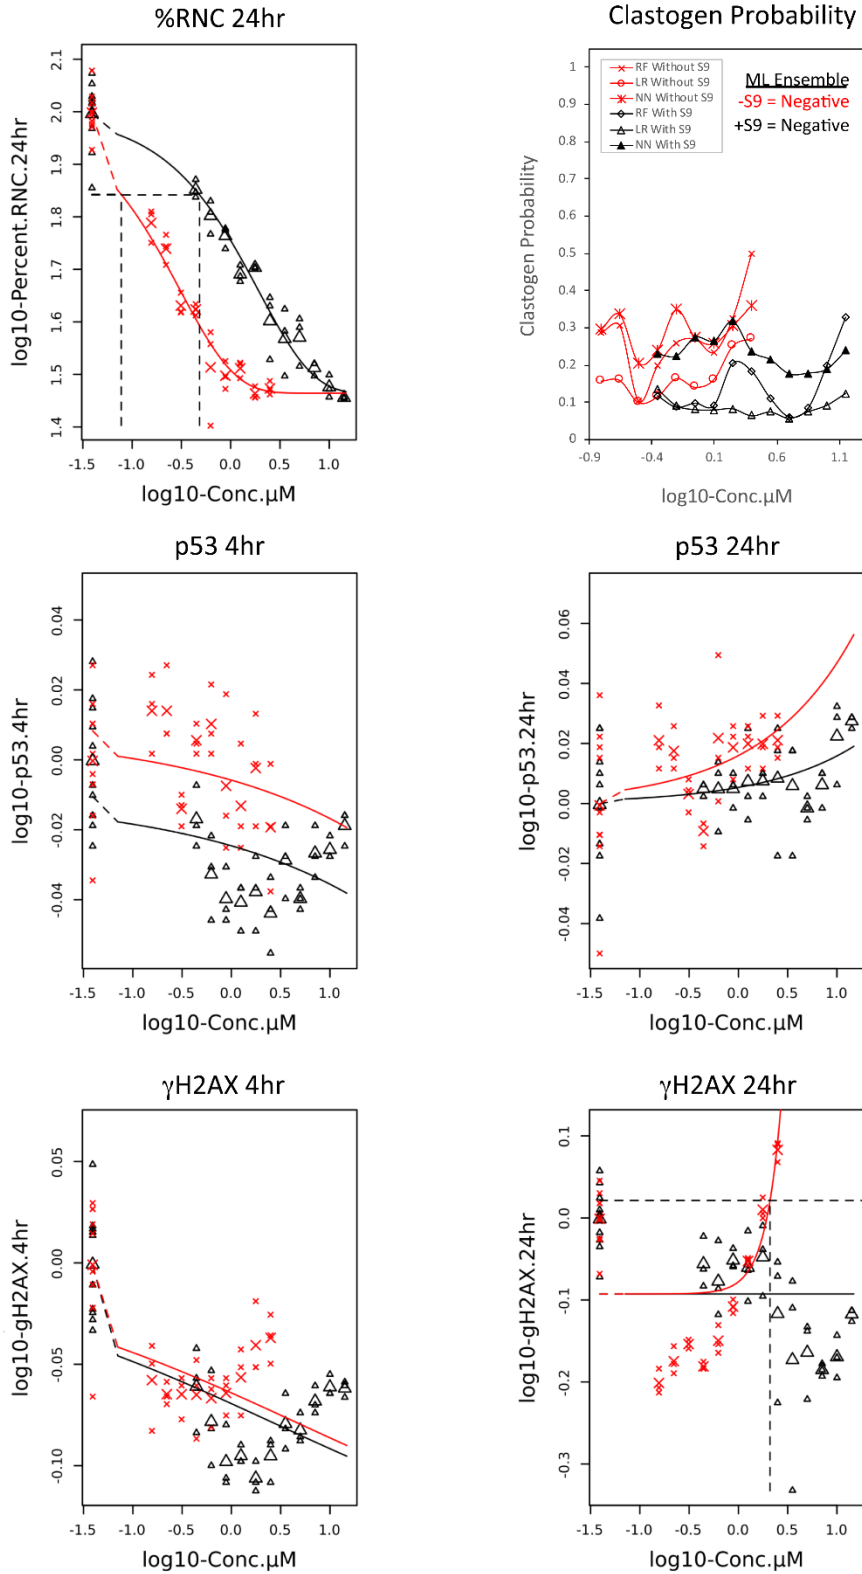 %RNC 24hr
log10-Percent.RNC.24hr
2.1
2.0
1.9
1.8
1.7
1.6
1.5
1.4
-1.5
-1.0
-0.5
0.0
0.5
1.0
log10-Conc.µM
Clastogen Probability
Clastogen Probability
1
0.9
0.8
0.7
0.6
0.5
0.4
0.3
0.2
0.1
0
RF Without S9
LR Without S9
NN Without S9
RF With S9
LR With S9
NN With S9
ML Ensemble
-S9 = Negative
+S9 = Negative
-0.9
-0.4
0.1
0.6
1.1
log10-Conc.µM
p53 4hr
log10-p53.4hr
0.04
0.02
0.00
-0.02
-0.04
-1.5
-1.0
-0.5
0.0
0.5
1.0
log10-Conc.µM
p53 24hr
log10-p53.24hr
0.06
0.04
0.02
0.00
-0.02
-0.04
-1.5
-1.0
-0.5
0.0
0.5
1.0
log10-Conc.µM
γH2AX 4hr
log10-gH2AX.4hr
0.05
0.00
-0.05
-0.10
-1.5
-1.0
-0.5
0.0
0.5
1.0
log10-Conc.µM
γH2AX 24hr
log10-gH2AX.24hr
0.1
0.0
-0.1
-0.2
-0.3
-1.5
-1.0
-0.5
0.0
0.5
1.0
log10-Conc.µM